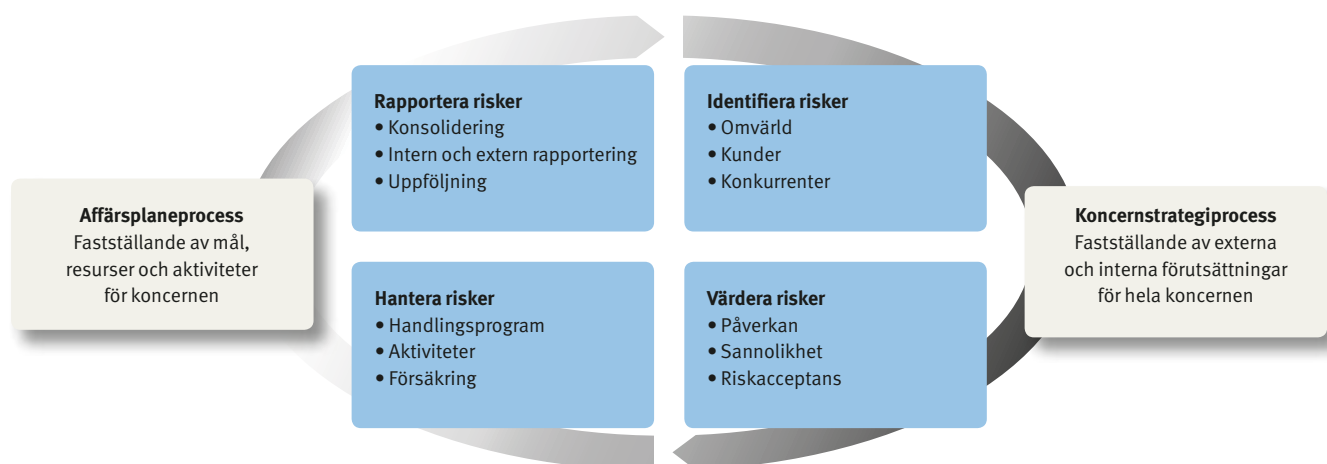 Rapportera risker
• Konsolidering
• Intern och extern rapportering
• Uppföljning
Identifiera risker
• Omvärld
• Kunder
• Konkurrenter
Affärsplaneprocess
Fastställande av mål,
resurser och aktiviteter
för koncernen
Koncernstrategiprocess
Fastställande av externa
och interna förutsättningar
för hela koncernen
Hantera risker
• Handlingsprogram
• Aktiviteter
• Försäkring
Värdera risker
• Påverkan
• Sannolikhet
• Riskacceptans